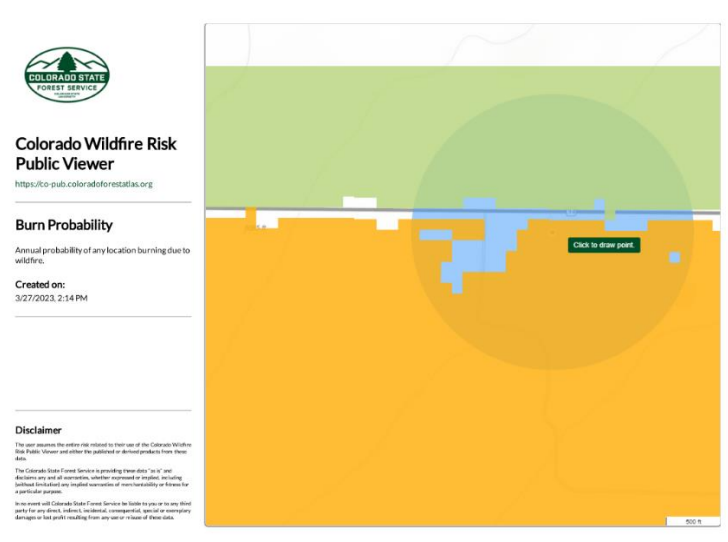 COLORADO STATE
FOREST SERVICE
Colorado Wildfire Risk
Public Viewer
https://co-pub.coloradoforestatlas.org
Burn Probability
Annual probability of any location burning due to
wildfire.
Created on:
3/27/2023, 2:14 PM
Disclaimer
The user assumes the entire risk related to their use of the Colorado Wildfire
Risk Public Viewer and either the published or derived products from these
data.
The Colorado State Forest Service is providing these data "as is" and
disclaims any and all warranties, whether expressed or implied, including
(without limitation) any implied warranties of merchantability or fitness for
a particular purpose.
In no event will Colorado State Forest Service be liable to you or to any third
party for any direct, indirect, incidental, consequential, special or exemplary
damages or lost profit resulting from any use or misuse of these data.
Click to draw point.
500 ft